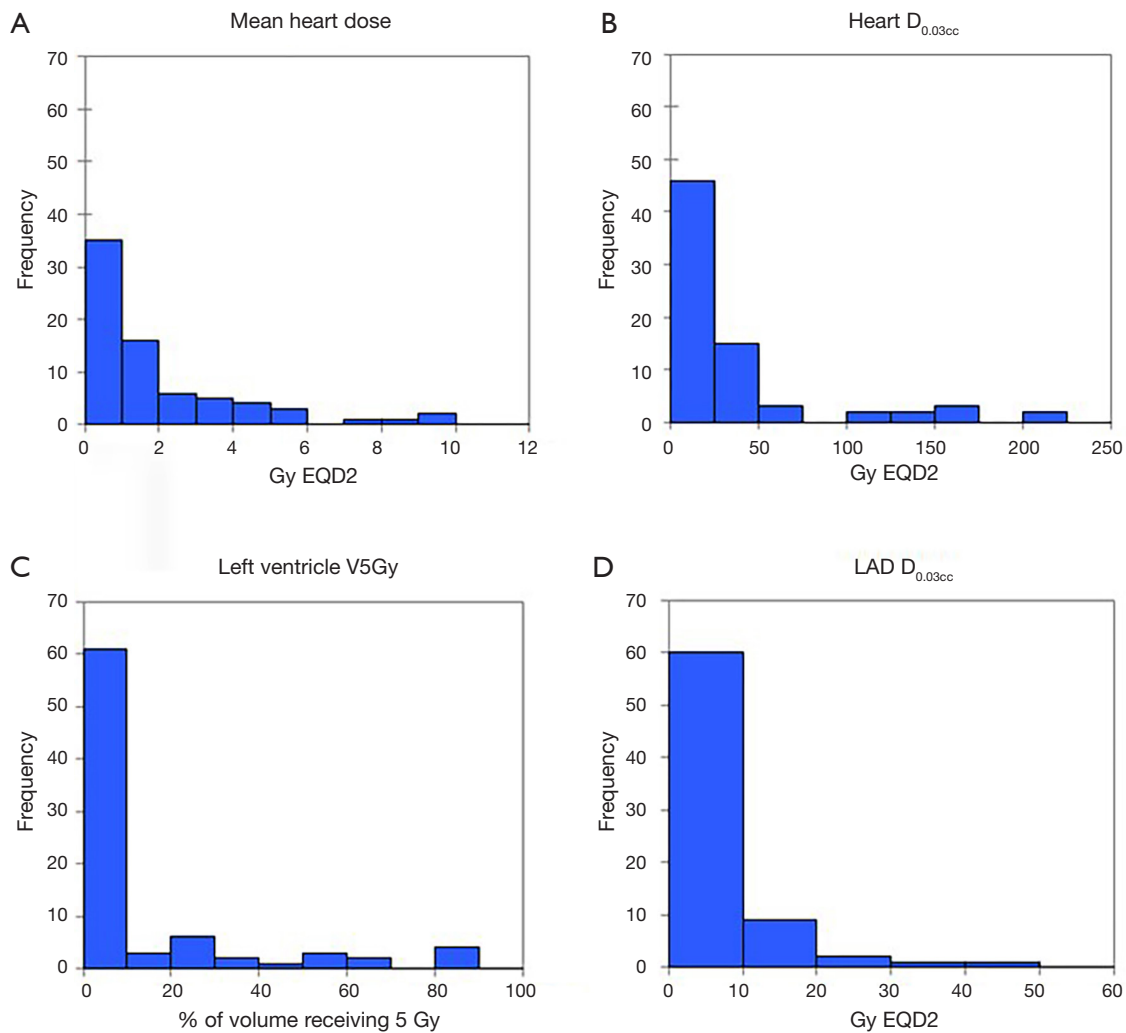 A
Mean heart dose
70
60
50
40
30
20
10
0
Frequency
0 2 4 6 8 10 12
Gy EQD2
B
Heart D0.03cc
70
60
50
40
30
20
10
0
Frequency
0 50 100 150 200 250
Gy EQD2
C
Left ventricle V5Gy
70
60
50
40
30
20
10
0
Frequency
0 20 40 60 80 100
% of volume receiving 5 Gy
D
LAD D0.03cc
70
60
50
40
30
20
10
0
Frequency
0 10 20 30 40 50 60
Gy EQD2